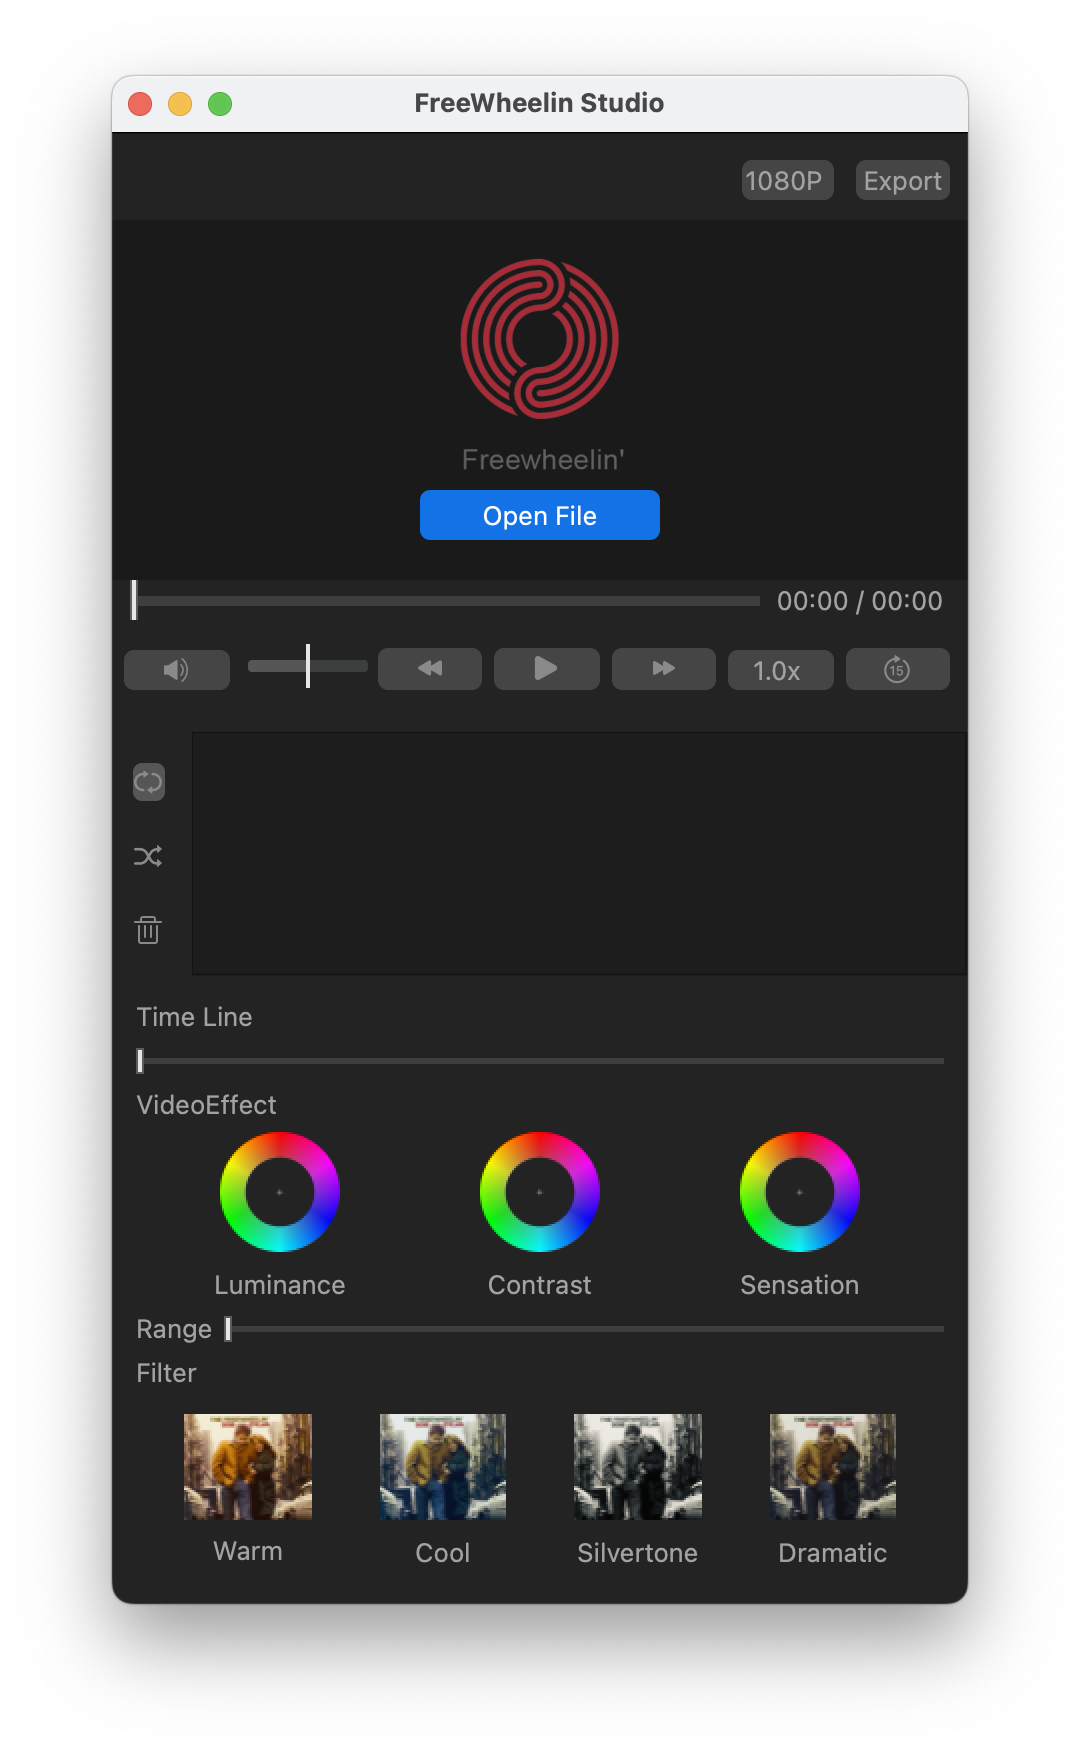 FreeWheelin Studio
1080P Export
Freewheelin'
Open File
00:00 / 00:00
1.0x 15
Time Line
VideoEffect
Luminance Contrast Sensation
Range
Filter
Warm Cool Silvertone Dramatic